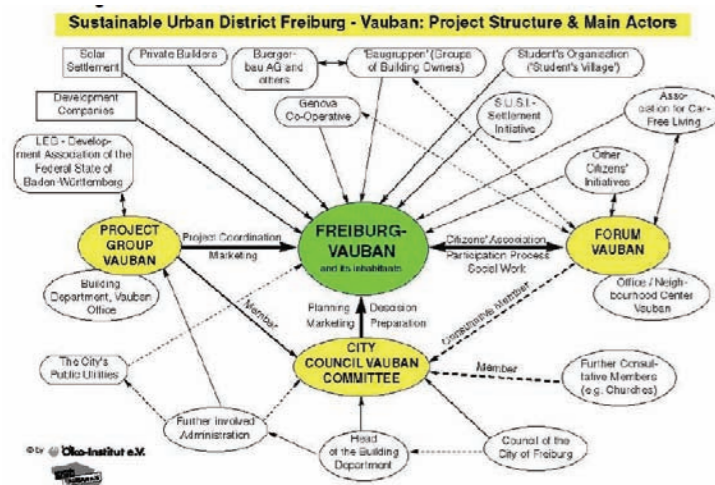 Sustainable Urban District Freiburg - Vauban: Project Structure & Main Actors
Solar
Settlement
Private Builders
Buerger-
bau AG and
others
'Baugruppen' (Groups
of Building Owners)
Student's Organisation
('Student's Village')
Development
Companies
Genova
Co-Operative
S.U.S.I.-
Settlement
Initiative
Asso-
ciation for Car-
Free Living
LEG - Develop-
ment Association of the
Federal State of
Baden-Württemberg
Other
Citizens'
Initiatives
PROJECT
GROUP
VAUBAN
Project Coordination
Marketing
FREIBURG-
VAUBAN
and its inhabitants
Citizens' Association
Participation Process
Social Work
FORUM
VAUBAN
Building
Department, Vauban
Office
Office / Neigh-
bourhood Center
Vauban
Member
Planning
Marketing
Descision
Preparation
Consultative Member
CITY
COUNCIL VAUBAN
COMMITTEE
The City's
Public Utilities
Member
Further Consul-
tative Members
(e.g. Churches)
Further involved
Administration
Head
of the Building
Department
Council of the
City of Freiburg
© by Öko-Institut e.V.